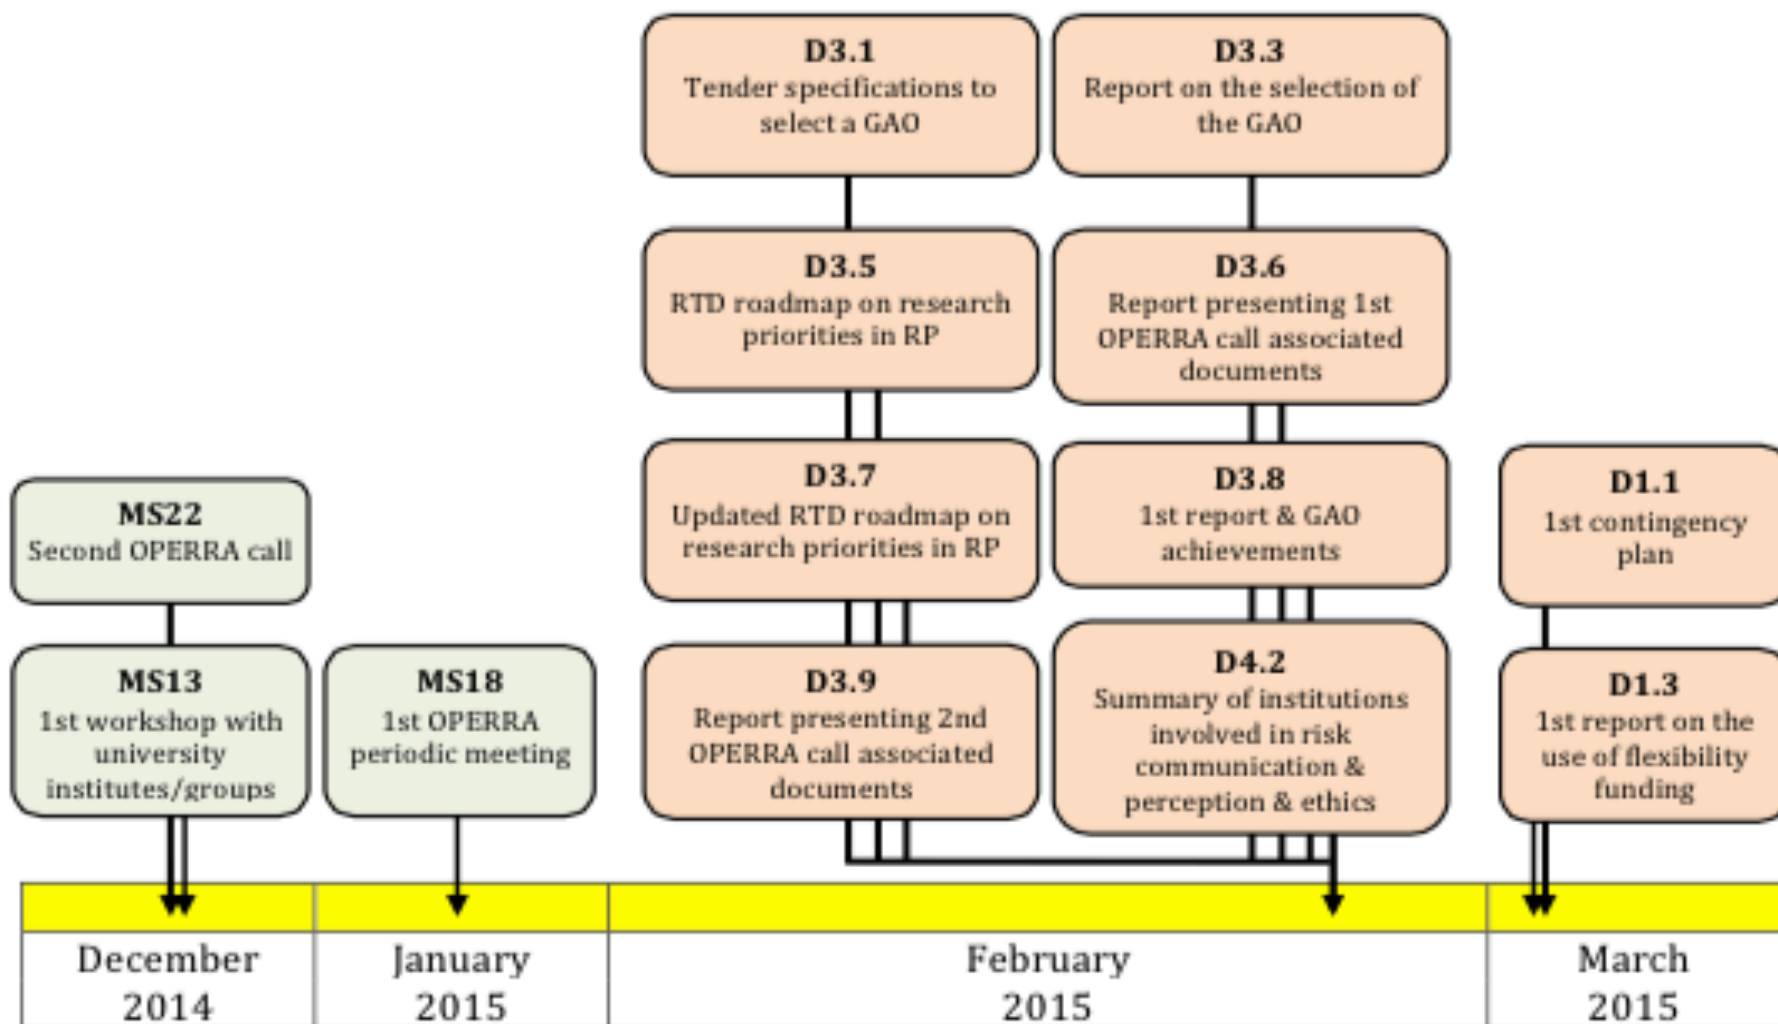 D3.1
Tender specifications to
select a GAO
D3.3
Report on the selection of
the GAO
D3.5
RTD roadmap on research
priorities in RP
D3.6
Report presenting 1st
OPERRA call associated
documents
MS22
Second OPERRA call
D3.7
Updated RTD roadmap on
research priorities in RP
D3.8
1st report & GAO
achievements
D1.1
1st contingency
plan
MS13
1st workshop with
university
institutes/groups
MS18
1st OPERRA
periodic meeting
D3.9
Report presenting 2nd
OPERRA call associated
documents
D4.2
Summary of institutions
involved in risk
communication &
perception & ethics
D1.3
1st report on the
use of flexibility
funding
December
2014
January
2015
February
2015
March
2015